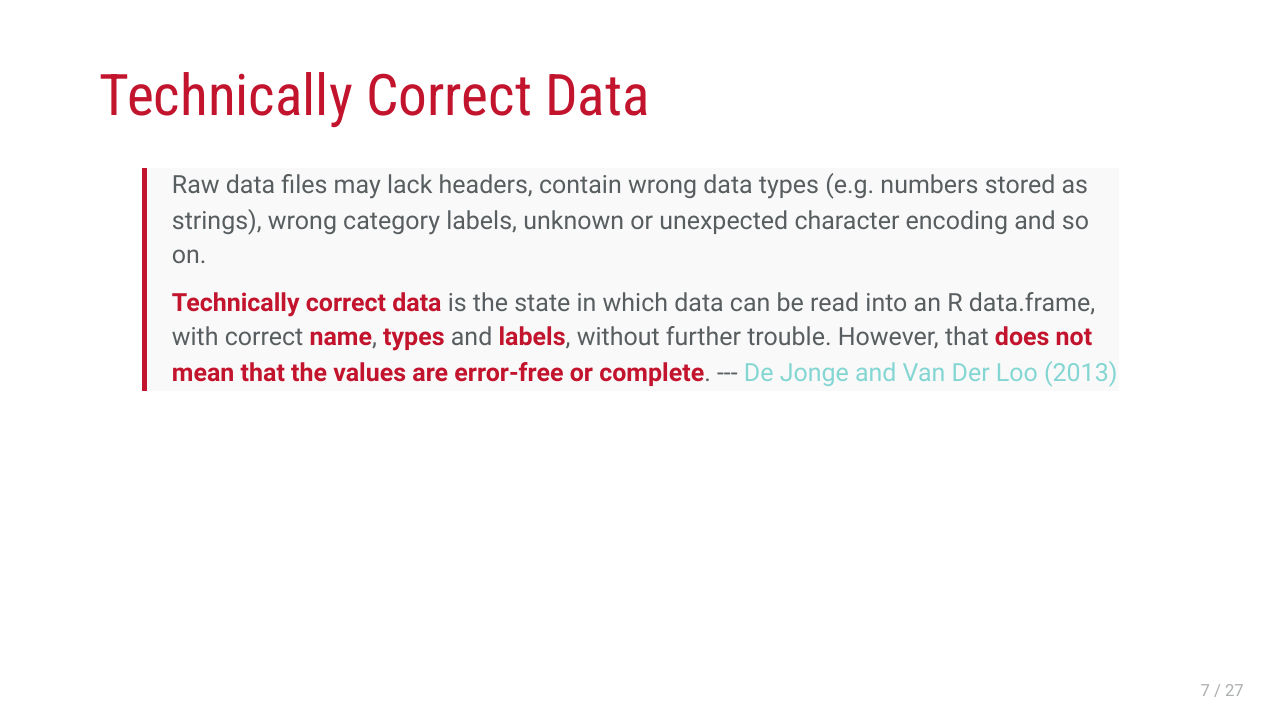 Technically Correct Data
Raw data files may lack headers, contain wrong data types (e.g. numbers stored as
strings), wrong category labels, unknown or unexpected character encoding and so
on.
Technically correct data is the state in which data can be read into an R data.frame,
with correct name, types and labels, without further trouble. However, that does not
mean that the values are error-free or complete. --- De Jonge and Van Der Loo (2013)
7 / 27